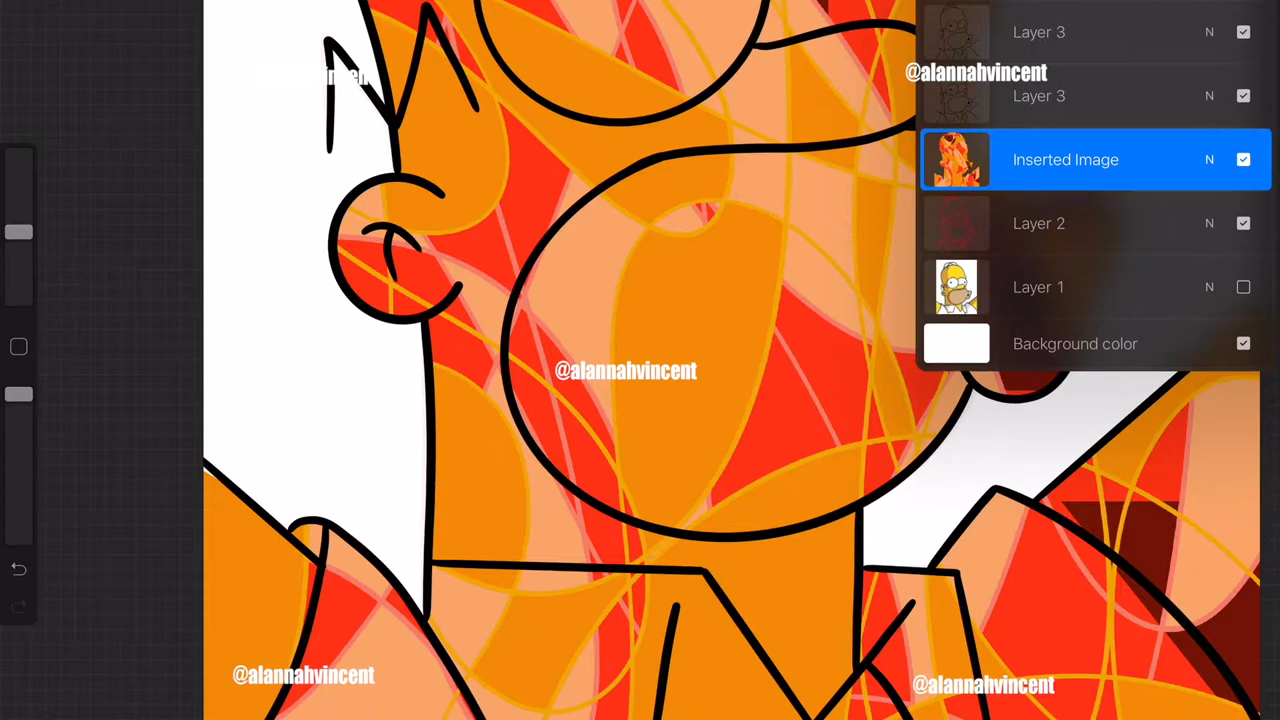 Layer 3 N
@alannahvincent
Layer 3 N
Inserted Image N
Layer 2 N
Layer 1 N
Background color
@alannahvincent
@alannahvincent
@alannahvincent